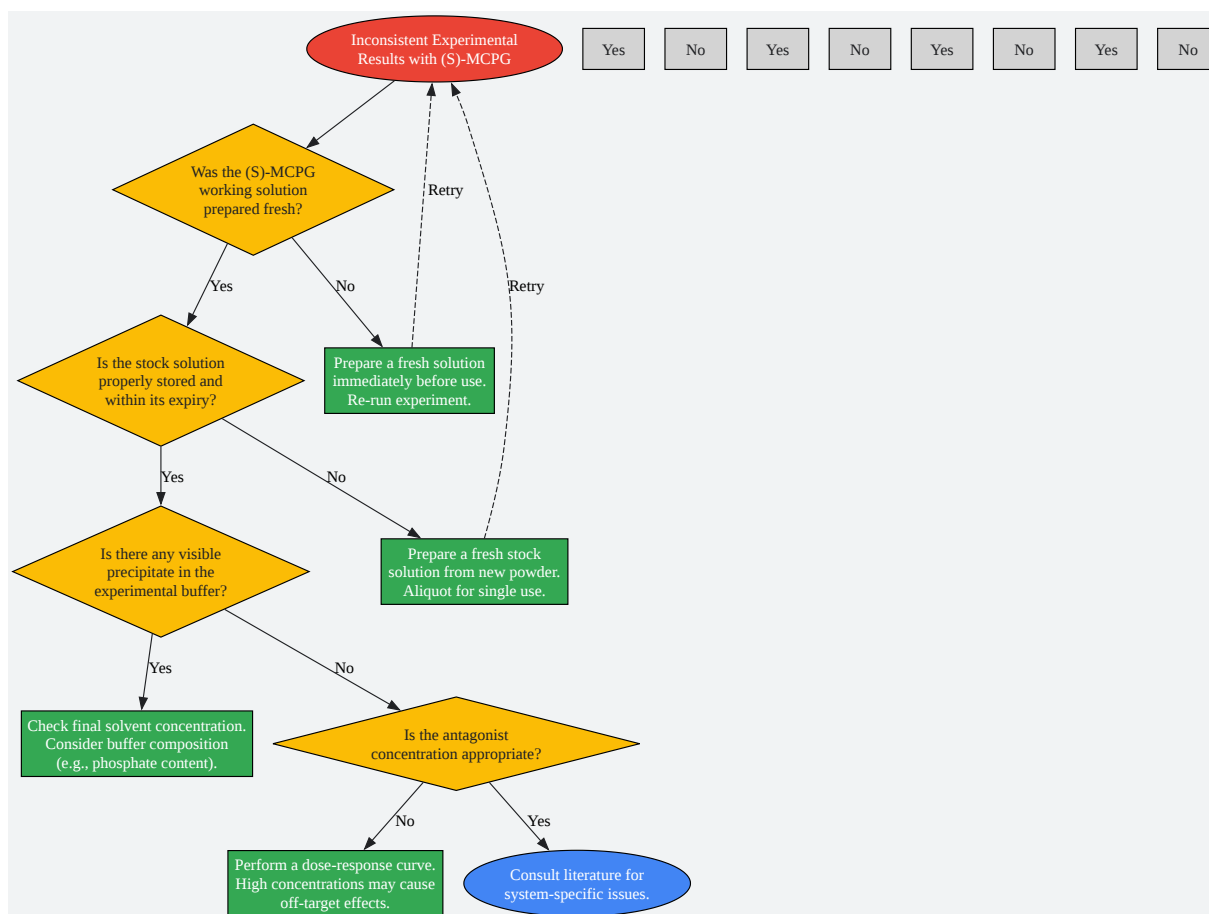 Inconsistent Experimental
Results with (S)-MCPG
Yes
No
Yes
No
Yes
No
Yes
No
Was the (S)-MCPG
working solution
prepared fresh?
Retry
Yes
No
Retry
Is the stock solution
properly stored and
within its expiry?
Prepare a fresh solution
immediately before use.
Re-run experiment.
Yes
No
Is there any visible
precipitate in the
experimental buffer?
Prepare a fresh stock
solution from new powder.
Aliquot for single use.
Yes
No
Check final solvent concentration.
Consider buffer composition
(e.g., phosphate content).
Is the antagonist
concentration appropriate?
No
Yes
Perform a dose-response curve.
High concentrations may cause
off-target effects.
Consult literature for
system-specific issues.